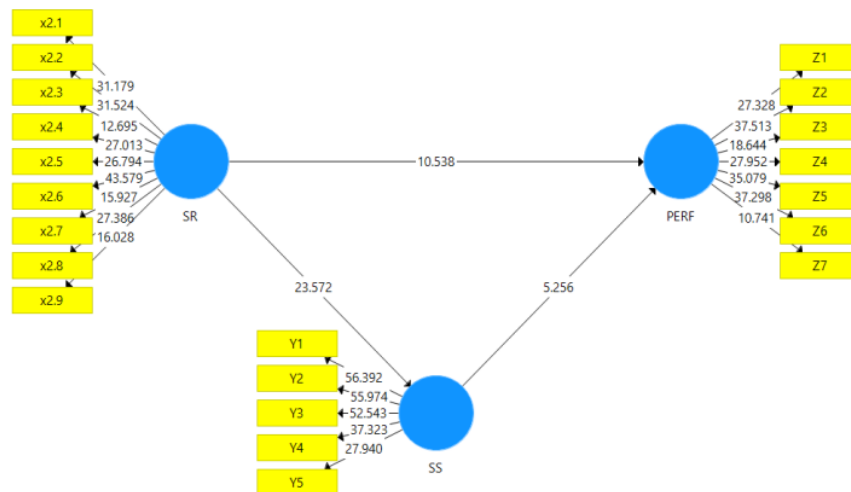 x2.1
x2.2
x2.3
x2.4
x2.5
x2.6
x2.7
x2.8
x2.9
31.179
31.524
12.695
27.013
26.794
43.579
15.927
27.386
16.028
SR
10.538
23.572
5.256
PERF
27.328
37.513
18.644
27.952
35.079
37.298
10.741
Z1
Z2
Z3
Z4
Z5
Z6
Z7
Y1
Y2
Y3
Y4
Y5
56.392
55.974
52.543
37.323
27.940
SS